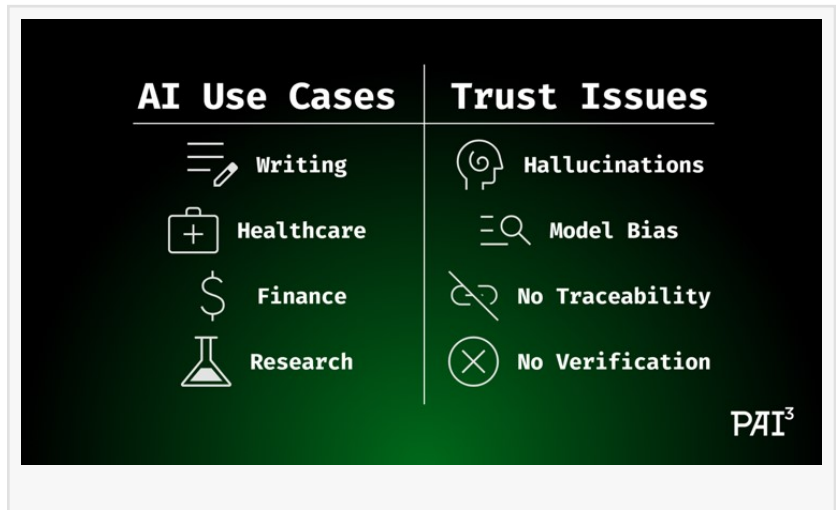 AI Use Cases
Trust Issues
Writing
Hallucinations
Healthcare
Model Bias
Finance
No Traceability
Research
No Verification
PAI³